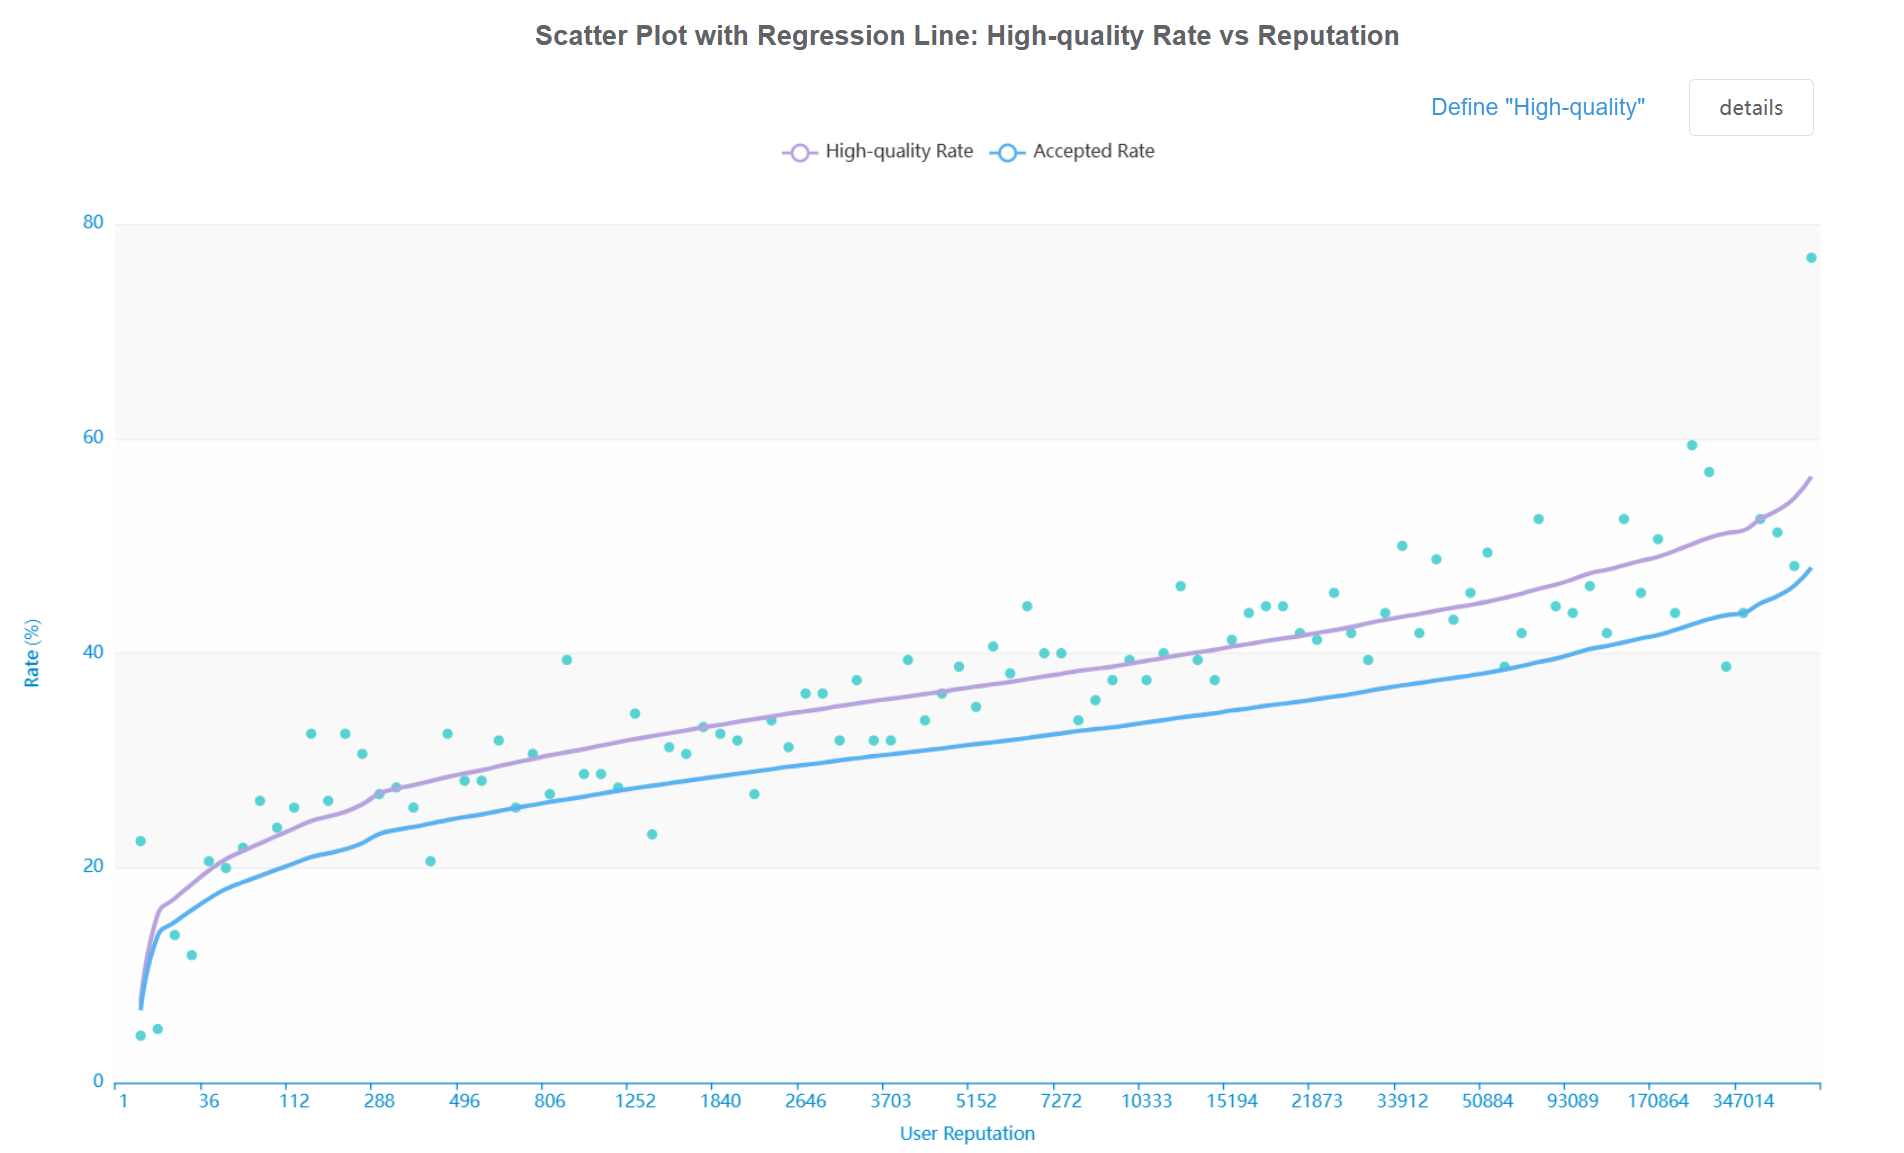 Scatter Plot with Regression Line: High-quality Rate vs Reputation
Define "High-quality"
details
High-quality Rate
Accepted Rate
80
60
40
20
0
Rate (%)
1 36 112 288 496 806 1252 1840 2646 3703 5152 7272 10333 15194 21873 33912 50884 93089 170864 347014
User Reputation